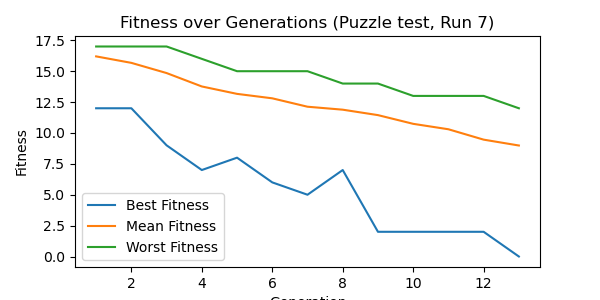 Fitness over Generations (Puzzle test, Run 7)
17.5
15.0
12.5
10.0
7.5
5.0
2.5
0.0
Fitness
Best Fitness
Mean Fitness
Worst Fitness
2 4 6 8 10 12
Generation